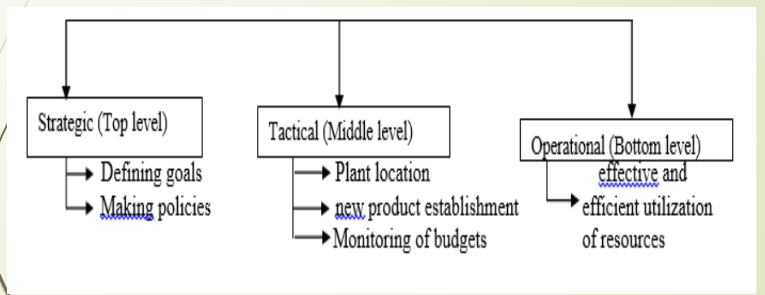 Strategic (Top level)
Defining goals
Making policies
Tactical (Middle level)
Plant location
new product establishment
Monitoring of budgets
Operational (Bottom level)
effective and
efficient utilization
of resources